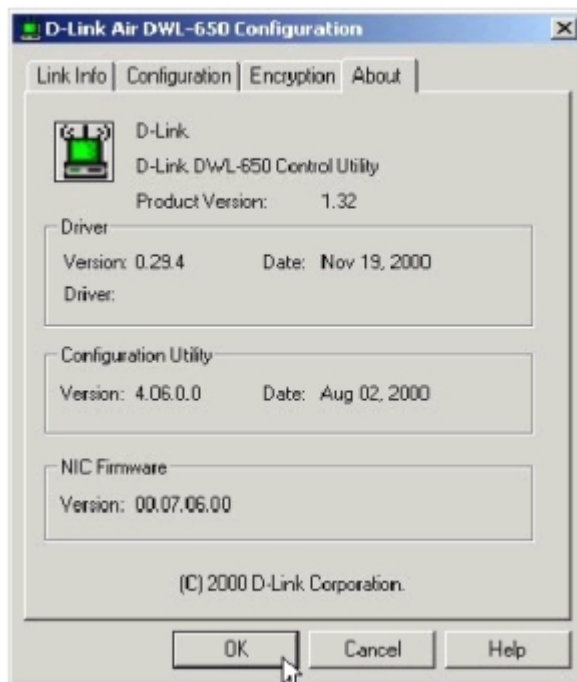 D-Link Air DWL-650 Configuration
Link Info Configuration Encryption About
D-Link
D-Link DWL-650 Control Utility
Product Version: 1.32
Driver
Version: 0.29.4 Date: Nov 19, 2000
Driver:
Configuration Utility
Version: 4.06.0.0 Date: Aug 02, 2000
NIC Firmware
Version: 00.07.06.00
(C) 2000 D-Link Corporation.
OK Cancel Help